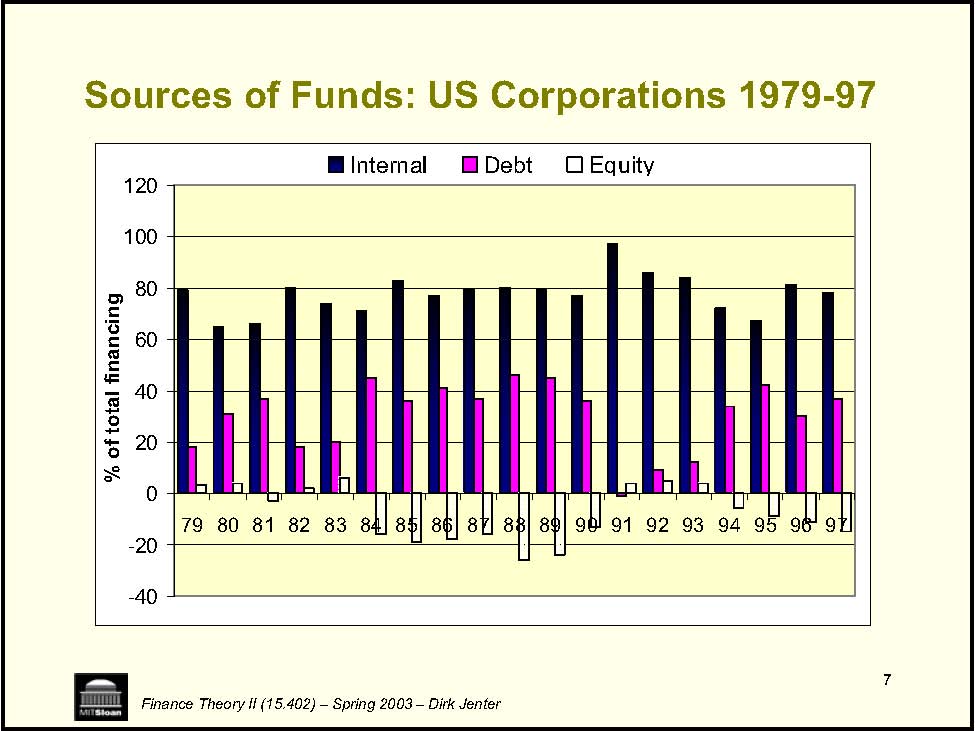 Sources of Funds: US Corporations 1979-97
Internal Debt Equity
120
100
80
60
40
20
0
-20
-40
% of total financing
79 80 81 82 83 84 85 86 87 88 89 90 91 92 93 94 95 96 97
7
MITSloan
Finance Theory II (15.402) – Spring 2003 – Dirk Jenter